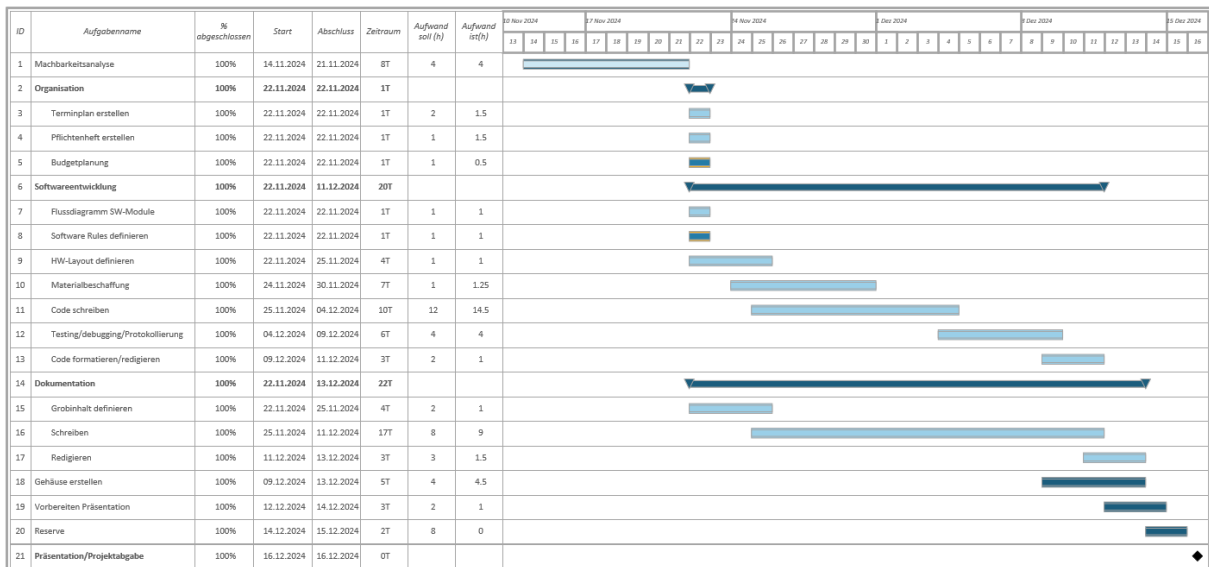 ID Aufgabenname % abgeschlossen Start Abschluss Zeitraum Aufwand soll (h) Aufwand ist(h)
10 Nov 2024 17 Nov 2024 24 Nov 2024 1 Dez 2024 8 Dez 2024 15 Dez 2024
13 14 15 16 17 18 19 20 21 22 23 24 25 26 27 28 29 30 1 2 3 4 5 6 7 8 9 10 11 12 13 14 15 16
1 Machbarkeitsanalyse 100% 14.11.2024 21.11.2024 8T 4 4
2 Organisation 100% 22.11.2024 22.11.2024 1T
3 Terminplan erstellen 100% 22.11.2024 22.11.2024 1T 2 1.5
4 Pflichtenheft erstellen 100% 22.11.2024 22.11.2024 1T 1 1.5
5 Budgetplanung 100% 22.11.2024 22.11.2024 1T 1 0.5
6 Softwareentwicklung 100% 22.11.2024 11.12.2024 20T
7 Flussdiagramm SW-Module 100% 22.11.2024 22.11.2024 1T 1 1
8 Software Rules definieren 100% 22.11.2024 22.11.2024 1T 1 1
9 HW-Layout definieren 100% 22.11.2024 25.11.2024 4T 1 1
10 Materialbeschaffung 100% 24.11.2024 30.11.2024 7T 1 1.25
11 Code schreiben 100% 25.11.2024 04.12.2024 10T 12 14.5
12 Testing/debugging/Protokollierung 100% 04.12.2024 09.12.2024 6T 4 4
13 Code formatieren/redigieren 100% 09.12.2024 11.12.2024 3T 2 1
14 Dokumentation 100% 22.11.2024 13.12.2024 22T
15 Grobinhalt definieren 100% 22.11.2024 25.11.2024 4T 2 1
16 Schreiben 100% 25.11.2024 11.12.2024 17T 8 9
17 Redigieren 100% 11.12.2024 13.12.2024 3T 3 1.5
18 Gehäuse erstellen 100% 09.12.2024 13.12.2024 5T 4 4.5
19 Vorbereiten Präsentation 100% 12.12.2024 14.12.2024 3T 2 1
20 Reserve 100% 14.12.2024 15.12.2024 2T 8 0
21 Präsentation/Projektabgabe 100% 16.12.2024 16.12.2024 0T